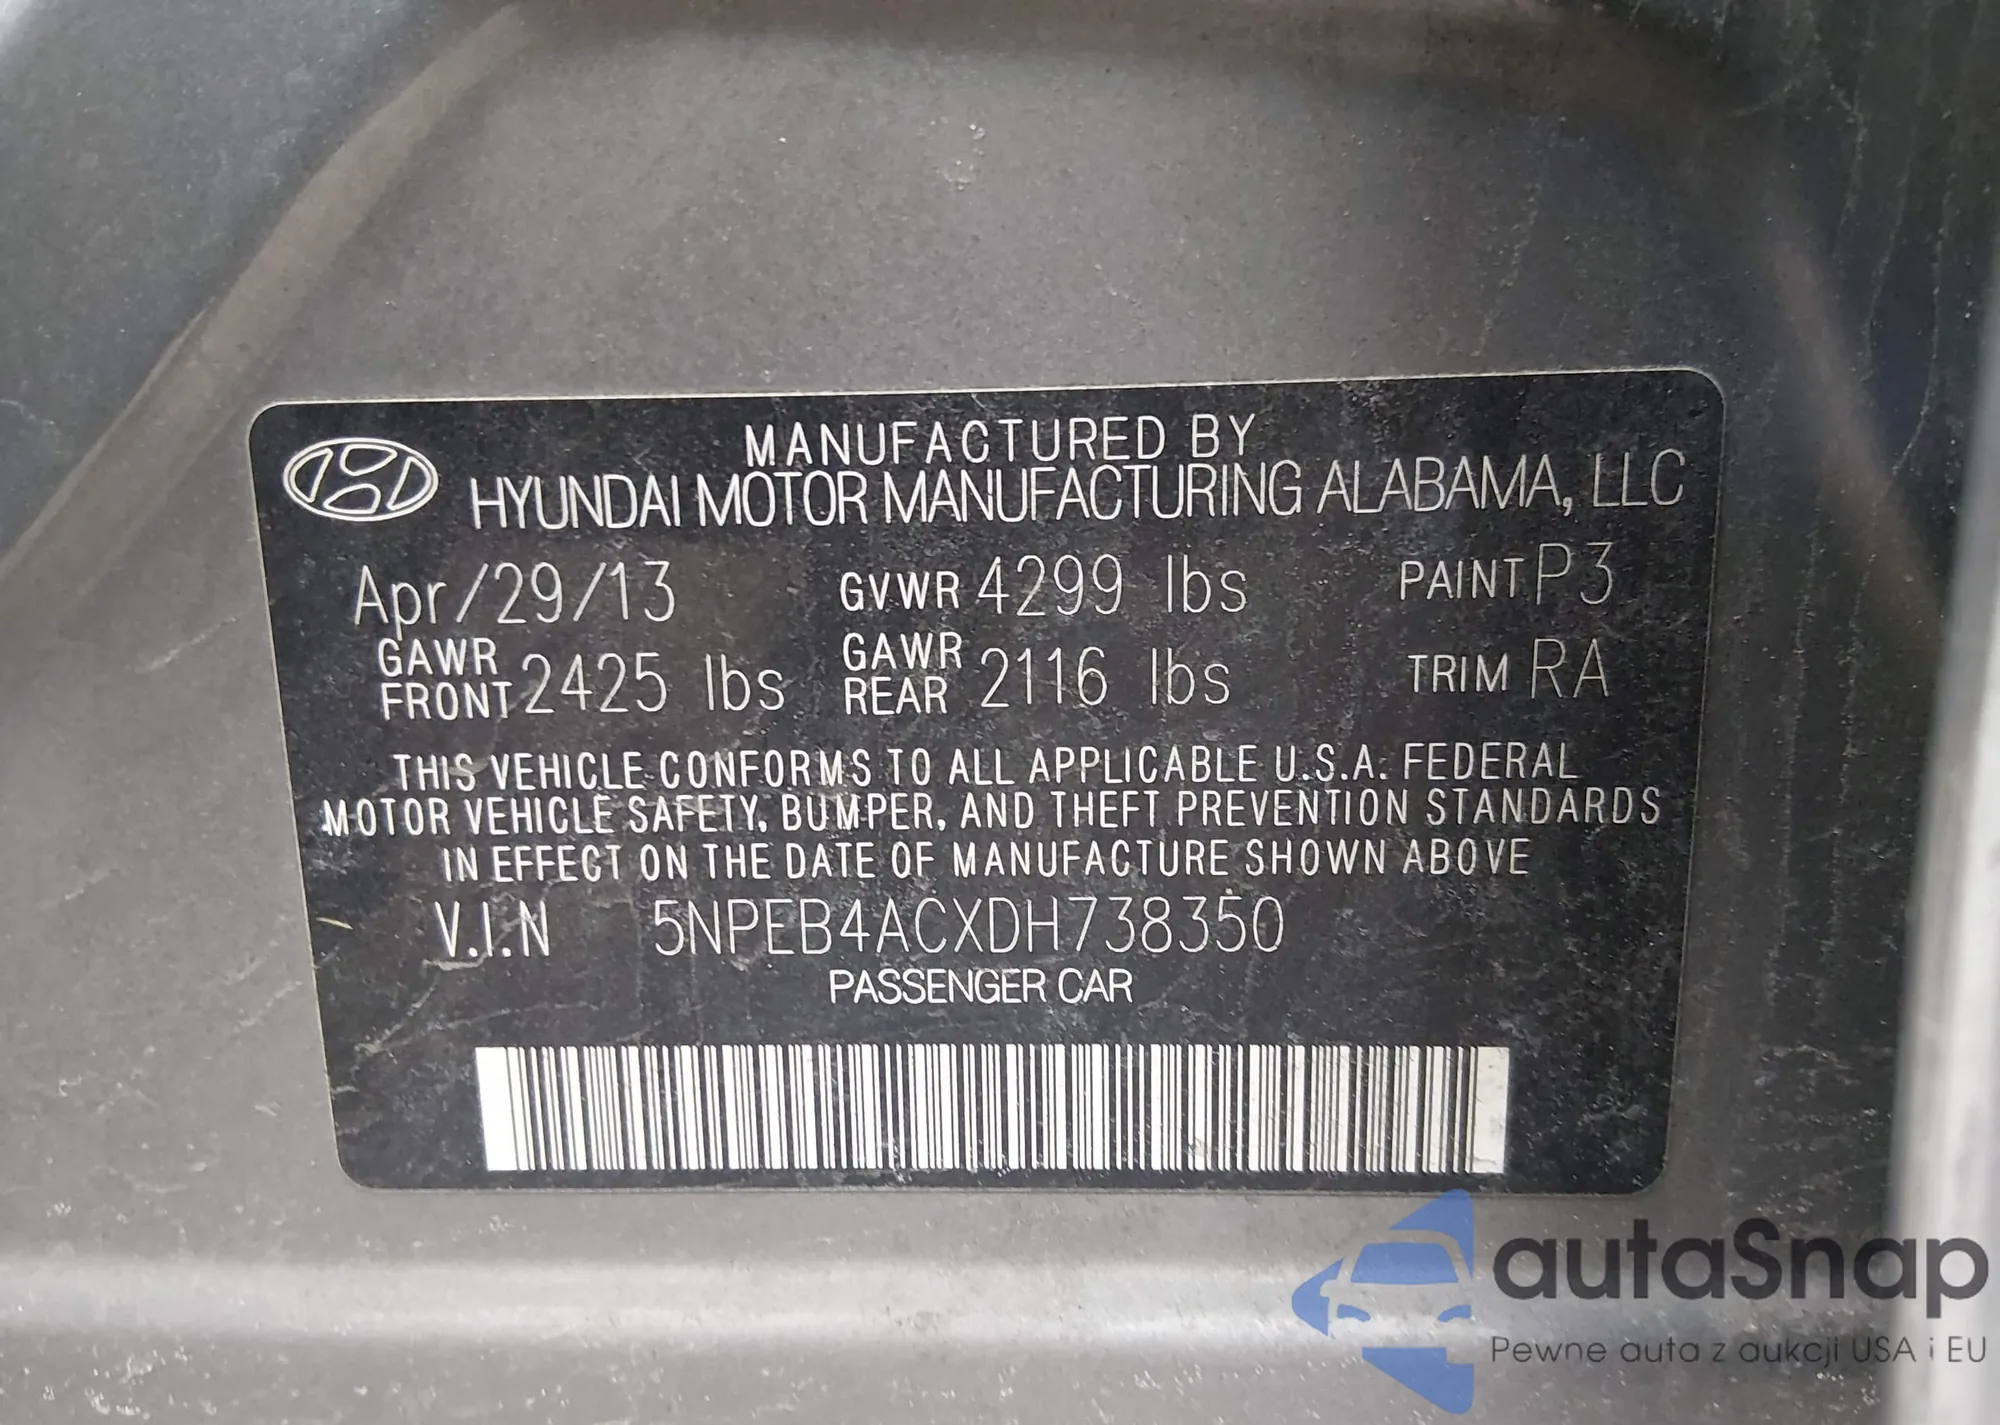 MANUFACTURED BY
HYUNDAI MOTOR MANUFACTURING ALABAMA, LLC
Apr/29/13 GVWR 4299 lbs PAINT P3
GAWR FRONT 2425 lbs GAWR REAR 2116 lbs TRIM RA
THIS VEHICLE CONFORMS TO ALL APPLICABLE U.S.A. FEDERAL
MOTOR VEHICLE SAFETY, BUMPER, AND THEFT PREVENTION STANDARDS
IN EFFECT ON THE DATE OF MANUFACTURE SHOWN ABOVE
V.I.N 5NPEB4ACXDH738350
PASSENGER CAR
autaSnap
Pewne auta z aukcji USA i EU